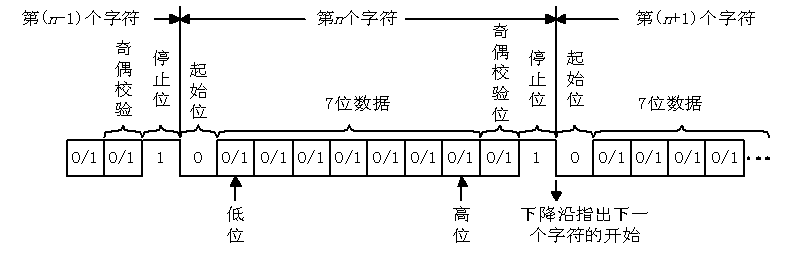 第(n-1)个字符
第n个字符
第(n+1)个字符
奇偶校验
停止位
起始位
7位数据
奇偶校验位
停止位
起始位
7位数据
0/1 0/1 1 0 0/1 0/1 0/1 0/1 0/1 0/1 0/1 0/1 1 0 0/1 0/1 0/1 0/1 ···
低位
高位
下降沿指出下一
个字符的开始